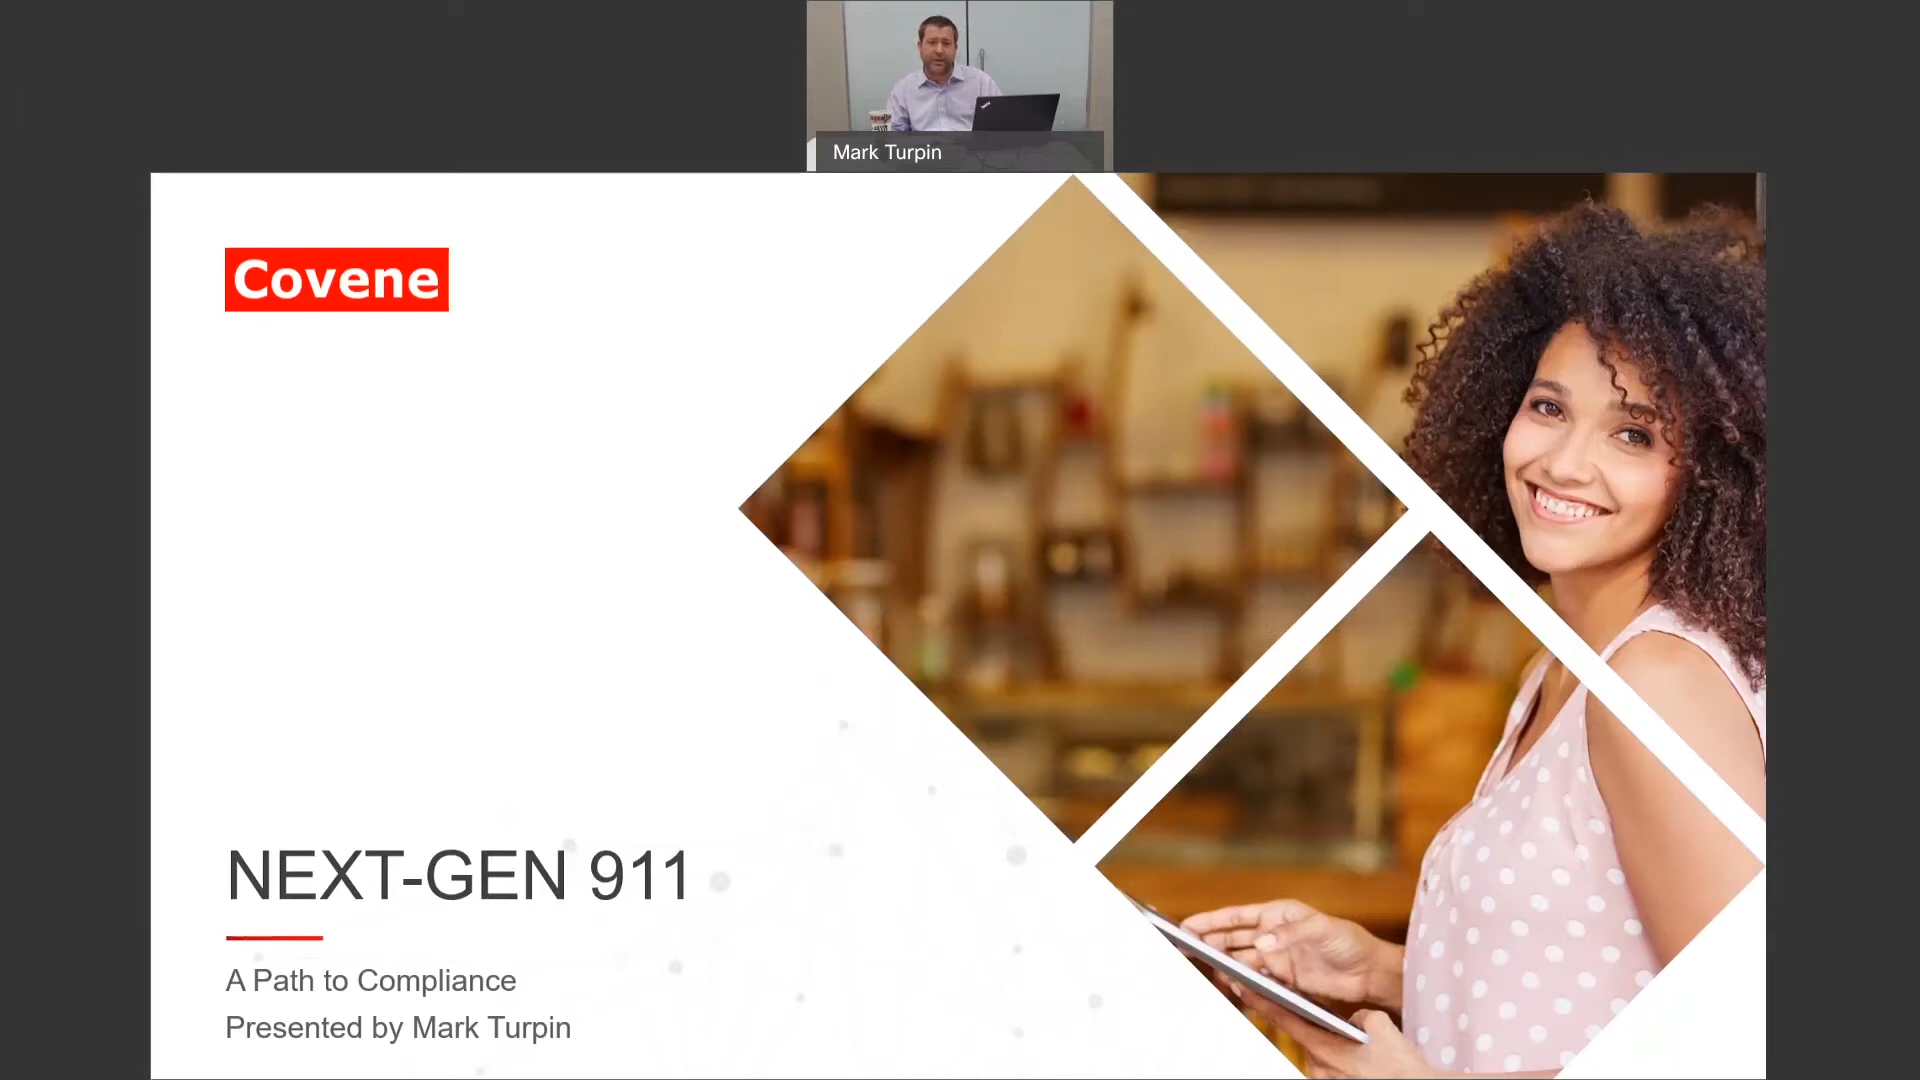 Mark Turpin
Covene
NEXT-GEN 911
A Path to Compliance
Presented by Mark Turpin